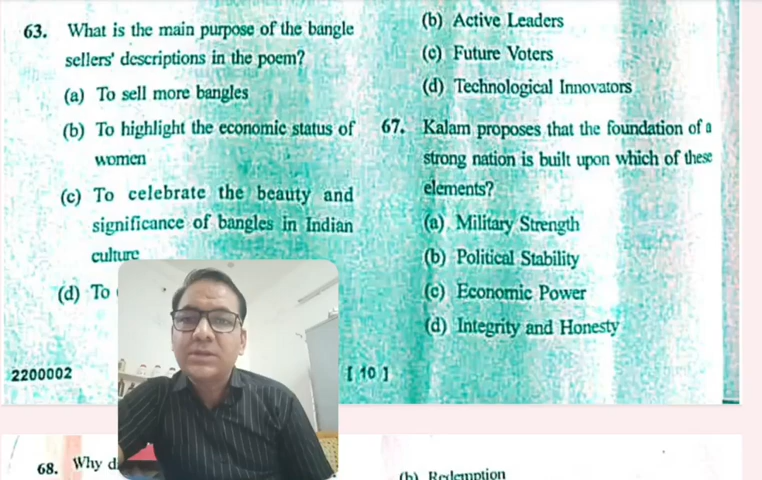 63. What is the main purpose of the bangle
sellers' descriptions in the poem?
(a) To sell more bangles
(b) To highlight the economic status of
women
(c) To celebrate the beauty and
significance of bangles in Indian
culture
(d) To
2200002
[ 10 ]
(b) Active Leaders
(c) Future Voters
(d) Technological Innovators
67. Kalam proposes that the foundation of a
strong nation is built upon which of these
elements?
(a) Military Strength
(b) Political Stability
(c) Economic Power
(d) Integrity and Honesty
68. Why
(b) Redemption